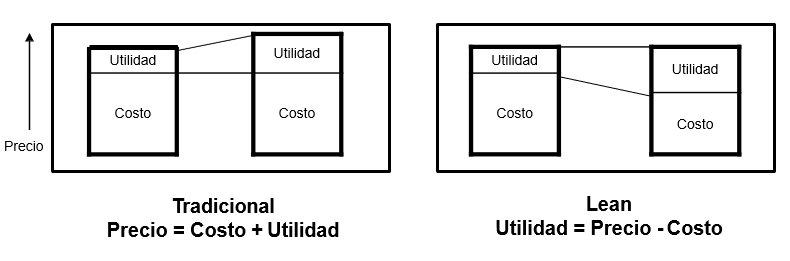 Precio
Utilidad
Costo
Utilidad
Costo
Tradicional
Precio = Costo + Utilidad
Utilidad
Costo
Utilidad
Costo
Lean
Utilidad = Precio - Costo